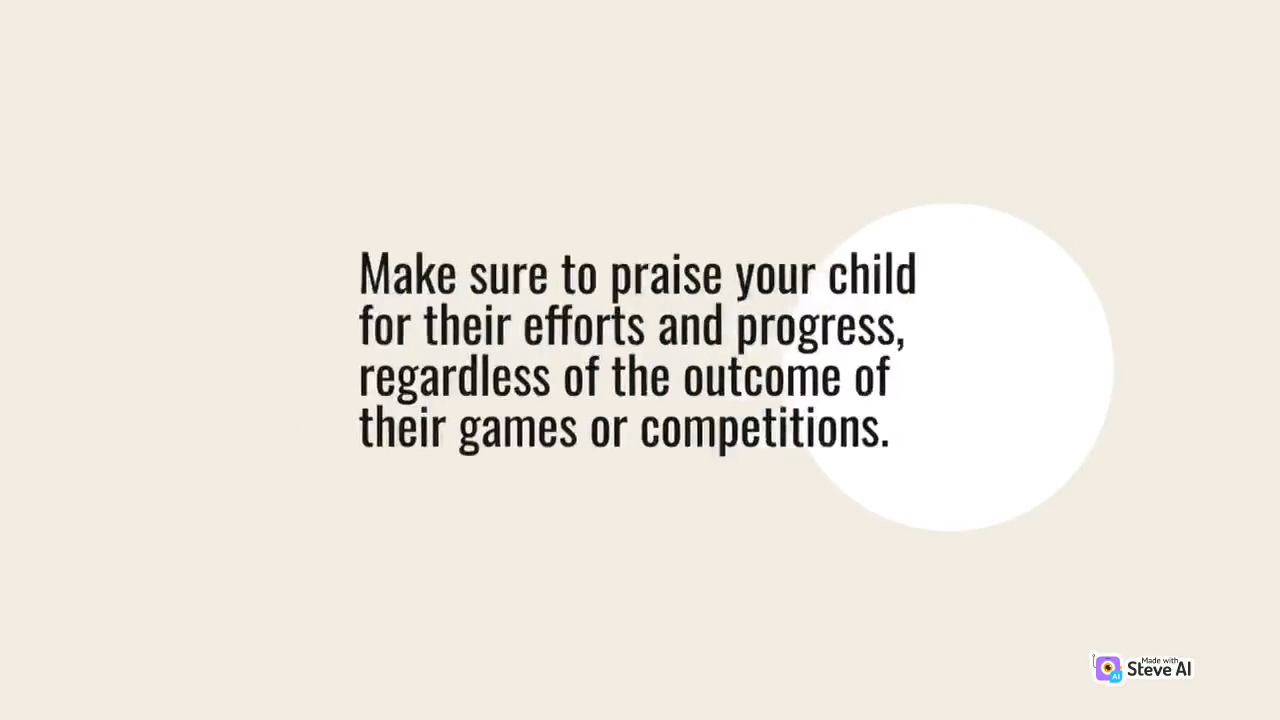 Make sure to praise your child
for their efforts and progress,
regardless of the outcome of
their games or competitions.
Made with
Steve AI
AI